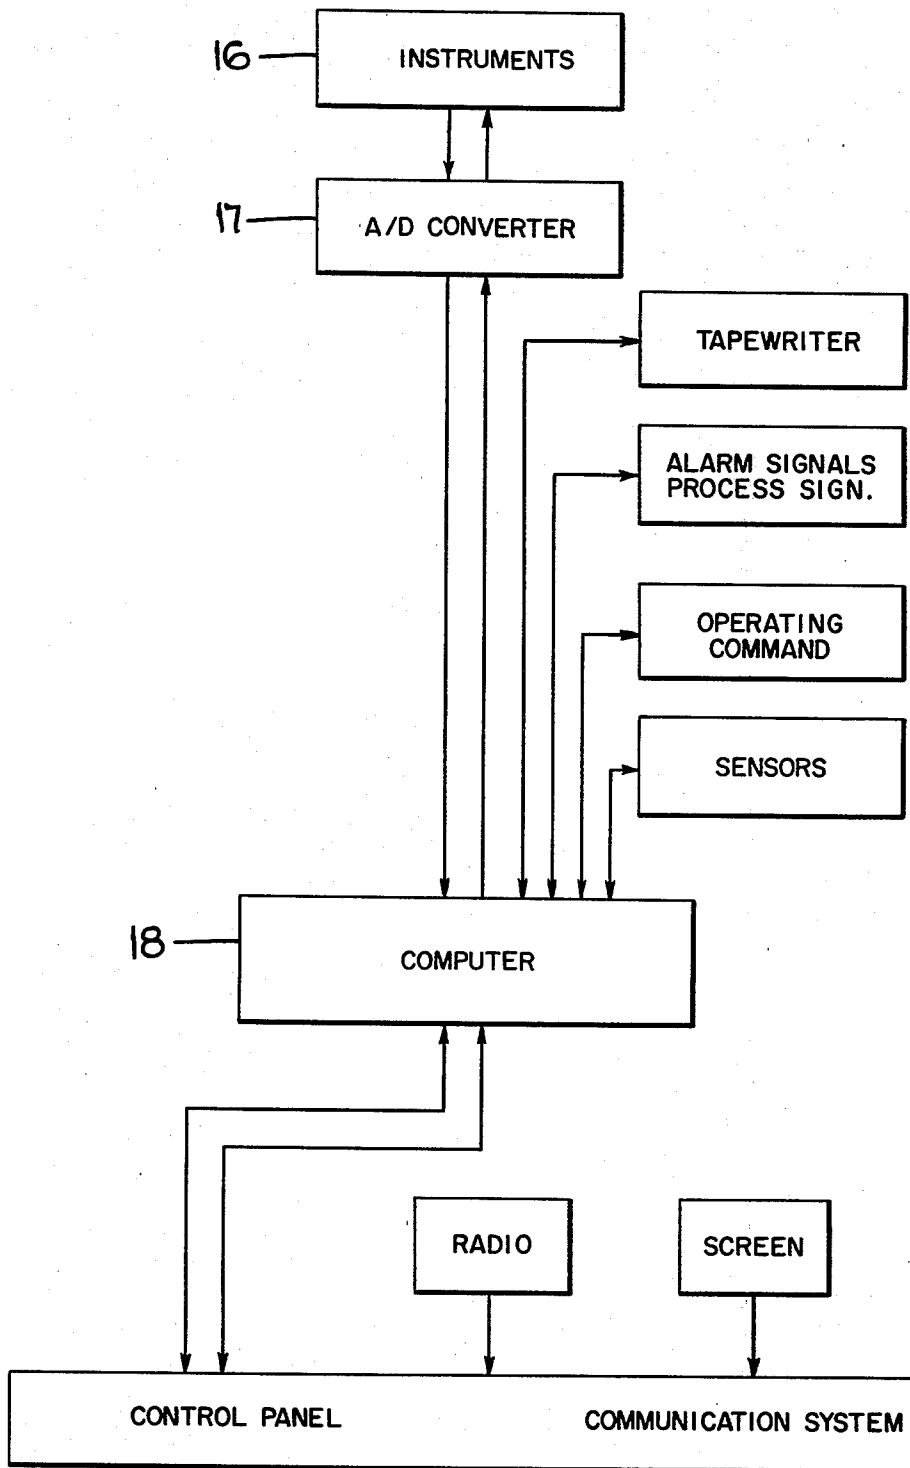 16
INSTRUMENTS
17
A/D CONVERTER
TAPEWRITER
ALARM SIGNALS
PROCESS SIGN.
OPERATING
COMMAND
SENSORS
18
COMPUTER
RADIO
SCREEN
CONTROL PANEL
COMMUNICATION SYSTEM